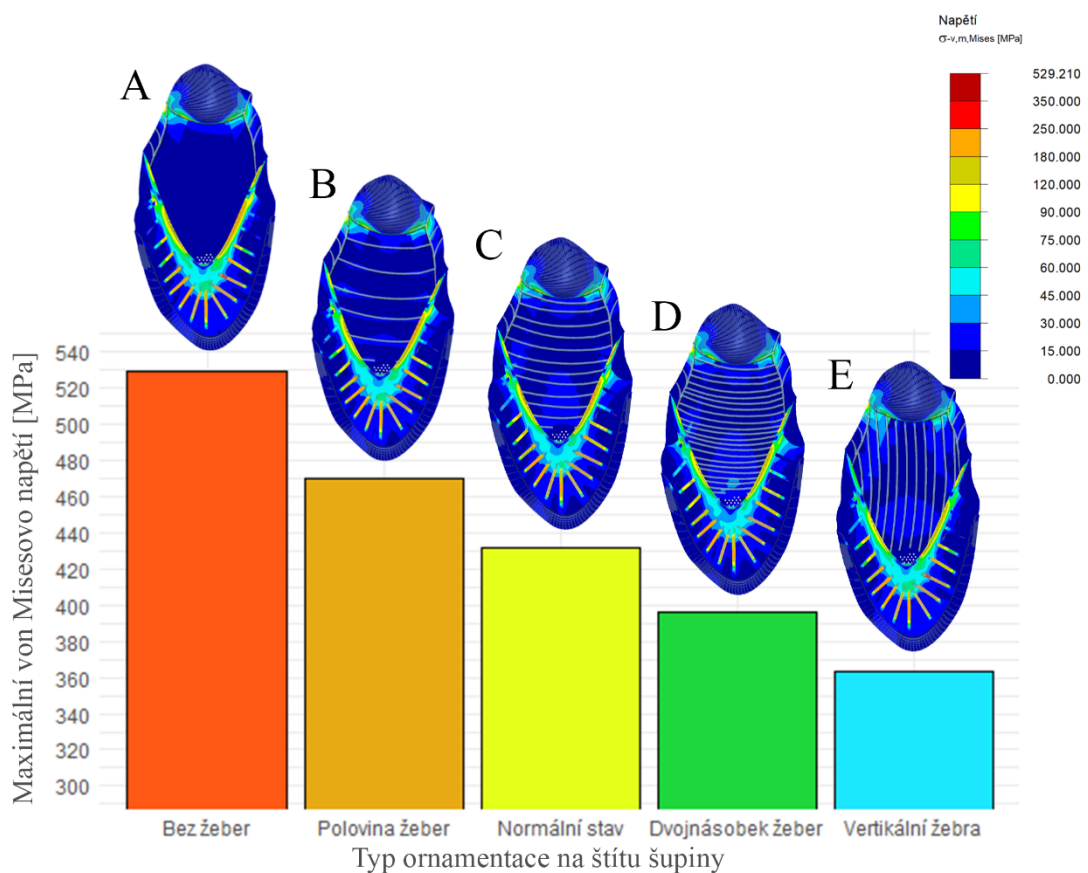 Napětí
σ-v,m,Mises [MPa]
529.210
350.000
250.000
180.000
120.000
90.000
75.000
60.000
45.000
30.000
15.000
0.000
A
B
C
D
E
Maximální von Misesovo napětí [MPa]
540
520
500
480
460
440
420
400
380
360
340
320
300
Bez žeber
Polovina žeber
Normální stav
Dvojnásobek žeber
Vertikální žebra
Typ ornamentace na štítu šupiny